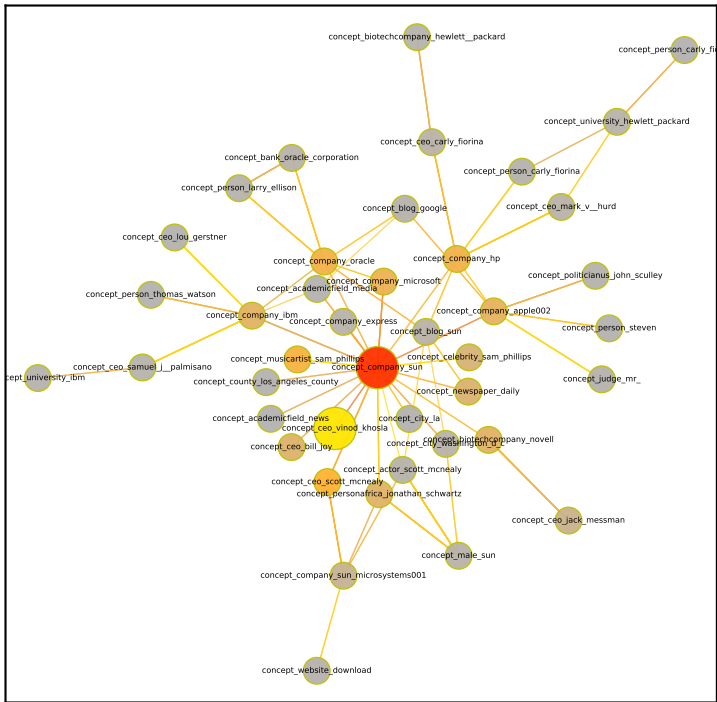 concept_biotechcompany_hewlett__packard
concept_person_carly_fi
concept_university_hewlett_packard
concept_ceo_carly_fiorina
concept_bank_oracle_corporation
concept_person_carly_fiorina
concept_person_larry_ellison
concept_blog_google
concept_ceo_mark_v__hurd
concept_ceo_lou_gerstner
concept_company_oracle
concept_company_hp
concept_politicianus_john_sculley
concept_academicfield_media
concept_company_microsoft
concept_person_thomas_watson
concept_company_ibm
concept_company_apple002
concept_company_express
concept_blog_sun
concept_person_steven
concept_musicartist_sam_phillips
concept_celebrity_sam_phillips
concept_company_sun
concept_ceo_samuel_j__palmisano
cept_university_ibm
concept_county_los_angeles_county
concept_judge_mr_
concept_newspaper_daily
concept_academicfield_news
concept_city_la
concept_ceo_vinod_khosla
concept_ceo_bill_joy
concept_city_washington_d_c
concept_biotechcompany_novell
concept_actor_scott_mcnealy
concept_ceo_scott_mcnealy
concept_personafrica_jonathan_schwartz
concept_ceo_jack_messman
concept_male_sun
concept_company_sun_microsystems001
concept_website_download